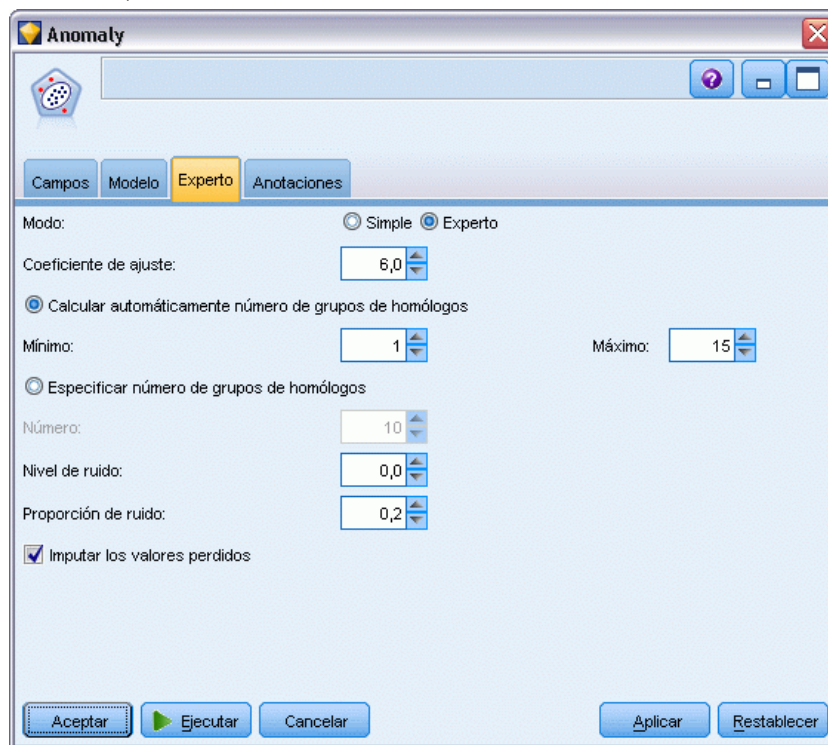 Anomaly
Campos Modelo Experto Anotaciones
Modo: Simple Experto
Coeficiente de ajuste: 6,0
Calcular automáticamente número de grupos de homólogos
Mínimo: 1 Máximo: 15
Especificar número de grupos de homólogos
Número: 10
Nivel de ruido: 0,0
Proporción de ruido: 0,2
Imputar los valores perdidos
Aceptar Ejecutar Cancelar Aplicar Restablecer